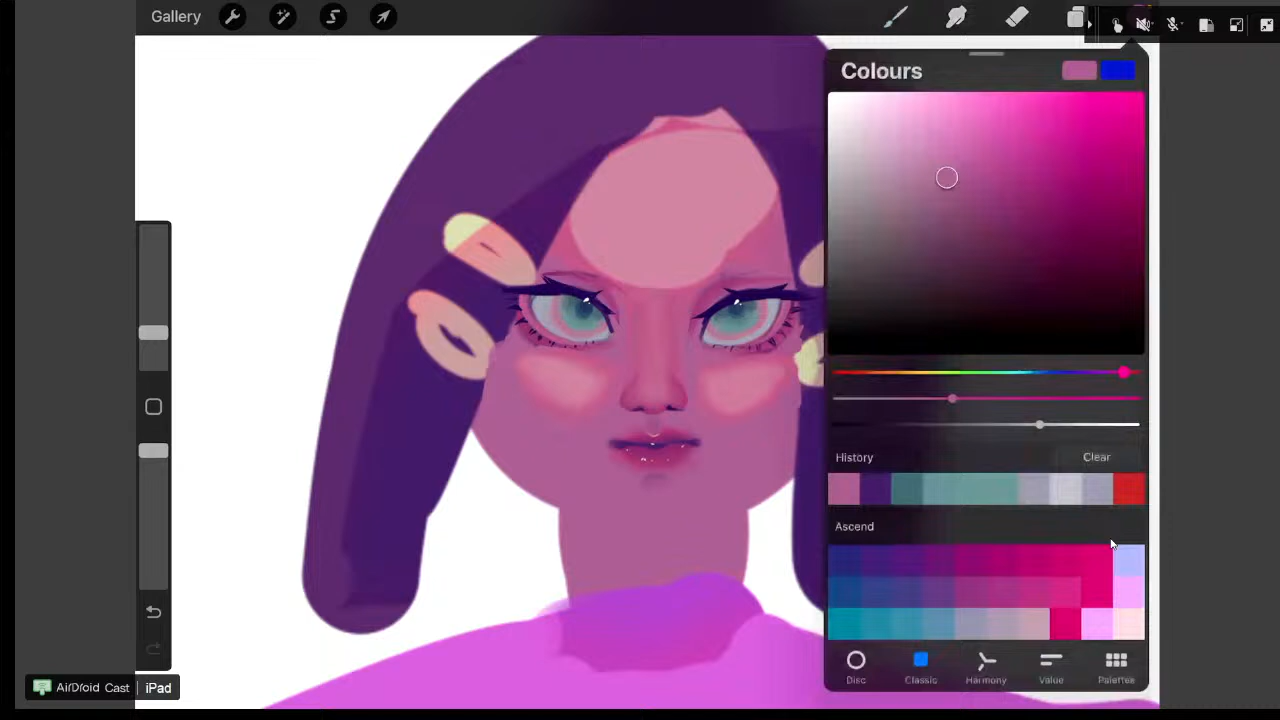 Gallery
Colours
History
Clear
Ascend
Disc
Classic
Harmony
Value
Palettes
AirDroid Cast | iPad